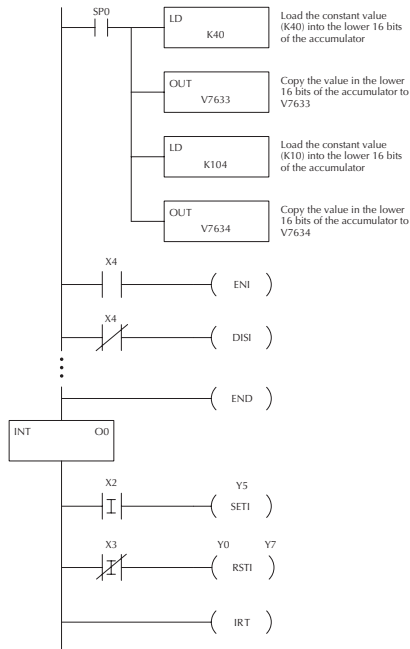 SP0
LD
K40
Load the constant value
(K40) into the lower 16 bits
of the accumulator
OUT
V7633
Copy the value in the lower
16 bits of the accumulator to
V7633
LD
K104
Load the constant value
(K10) into the lower 16 bits
of the accumulator
OUT
V7634
Copy the value in the lower
16 bits of the accumulator to
V7634
X4
ENI
X4
DISI
END
INT O0
X2
Y5
SETI
X3
Y0 Y7
RSTI
IRT